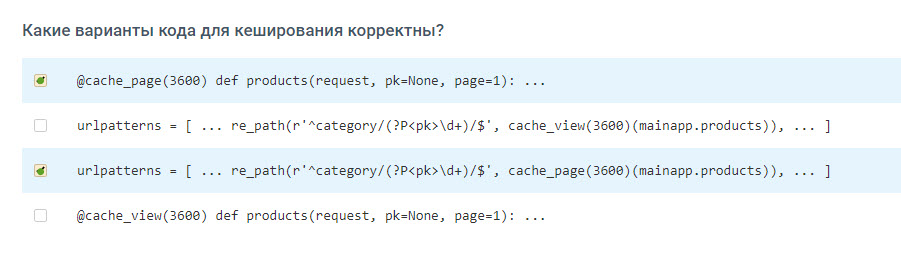 Какие варианты кода для кеширования корректны?
@cache_page(3600) def products(request, pk=None, page=1): ...
urlpatterns = [ ... re_path(r'^category/(?P<pk>\d+)/$', cache_view(3600)(mainapp.products)), ... ]
urlpatterns = [ ... re_path(r'^category/(?P<pk>\d+)/$', cache_page(3600)(mainapp.products)), ... ]
@cache_view(3600) def products(request, pk=None, page=1): ...